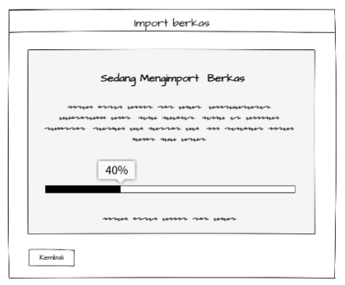 Import berkas
Sedang Mengimport Berkas
40%
Kembali